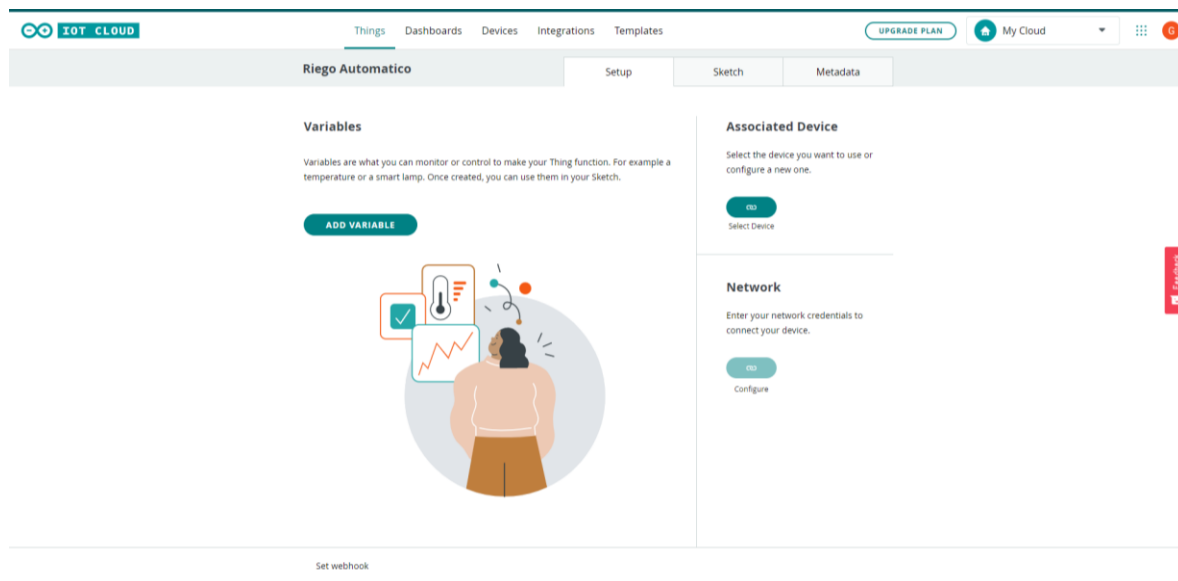 IOT CLOUD
Things Dashboards Devices Integrations Templates
UPGRADE PLAN
My Cloud
G
Riego Automatico
Setup Sketch Metadata
Variables
Variables are what you can monitor or control to make your Thing function. For example a
temperature or a smart lamp. Once created, you can use them in your Sketch.
ADD VARIABLE
Associated Device
Select the device you want to use or
configure a new one.
Select Device
Network
Enter your network credentials to
connect your device.
Configure
Feedback
Set webhook